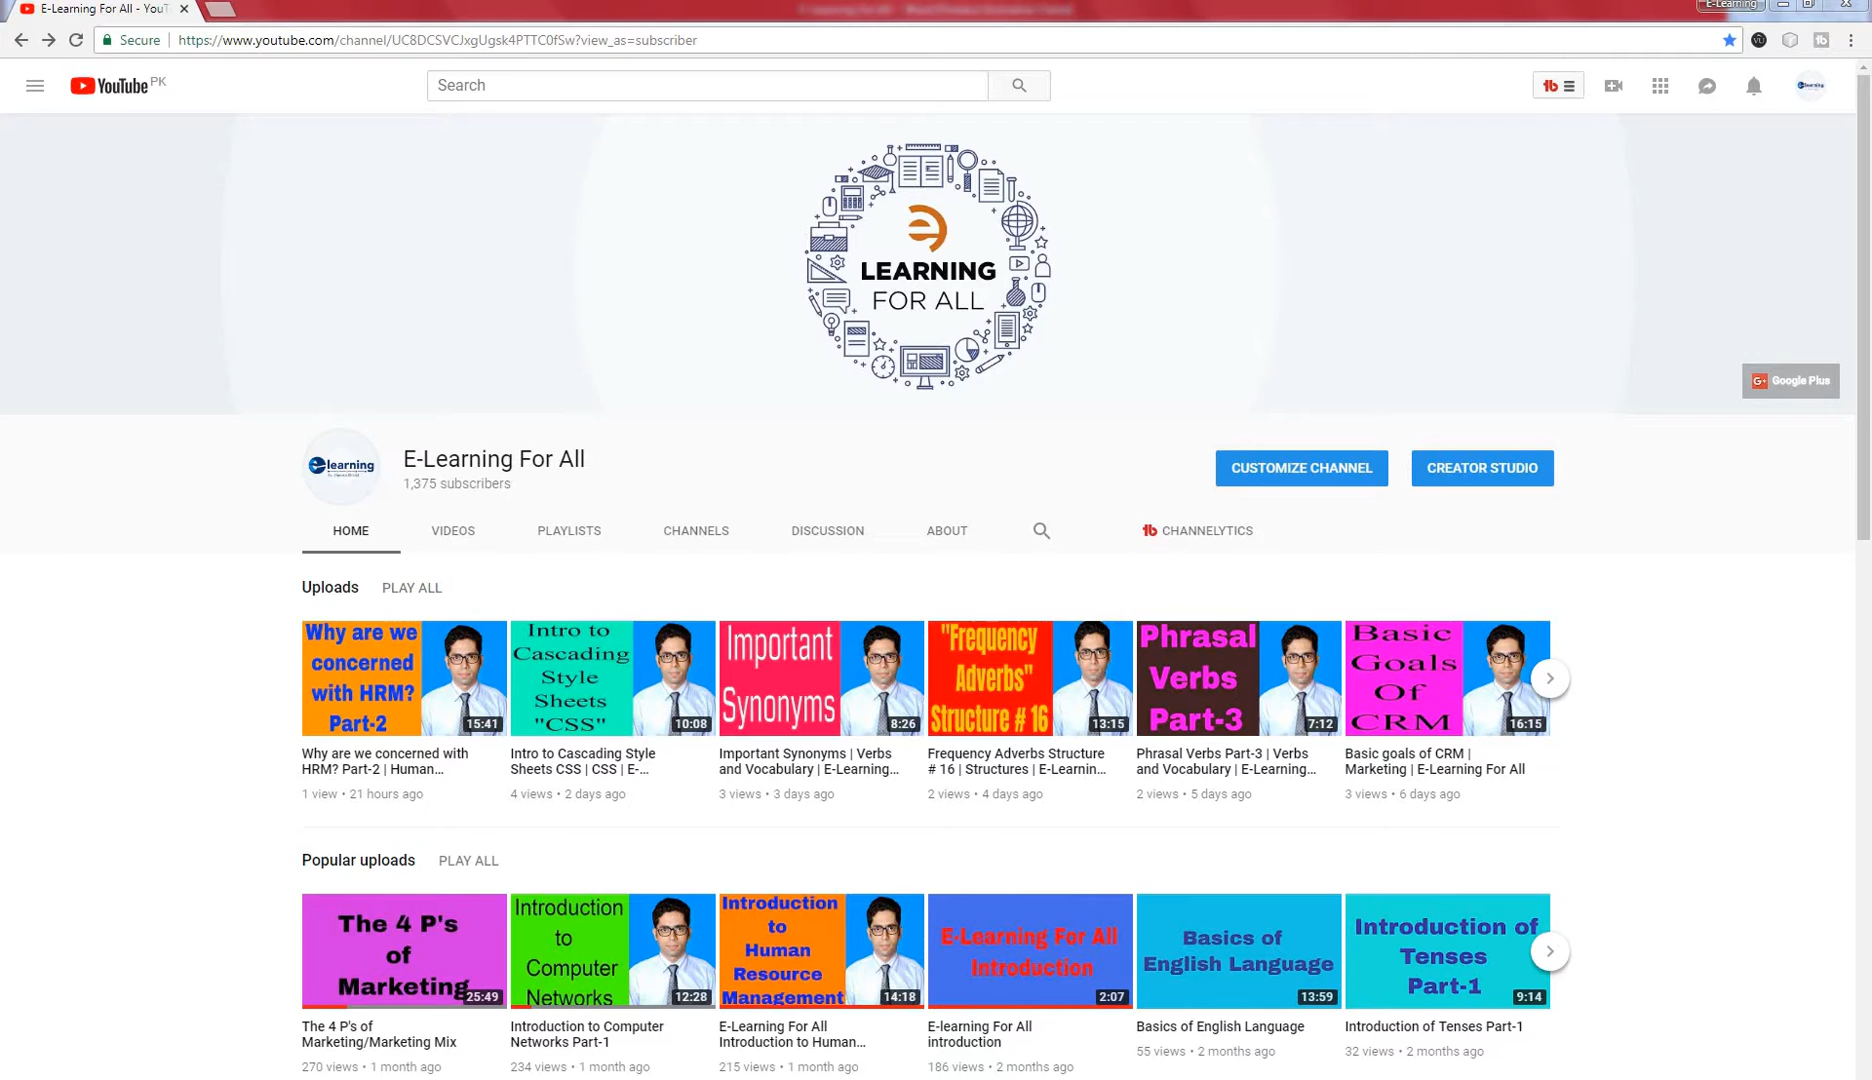 E-Learning For All - YouT
E-Learning
Secure
https://www.youtube.com/channel/UC8DCSVCJxgUgsk4PTTC0fSw?view_as=subscriber
YouTube PK
Search
LEARNING
FOR ALL
Google Plus
E-Learning For All
1,375 subscribers
CUSTOMIZE CHANNEL
CREATOR STUDIO
HOME
VIDEOS
PLAYLISTS
CHANNELS
DISCUSSION
ABOUT
CHANNELYTICS
Uploads PLAY ALL
Why are we
concerned
with HRM?
Part-2
15:41
Intro to
Cascading
Style
Sheets
"CSS"
10:08
Important
Synonyms
8:26
"Frequency
Adverbs"
Structure # 16
13:15
Phrasal
Verbs
Part-3
7:12
Basic
Goals
Of
CRM
16:15
Why are we concerned with
HRM? Part-2 | Human...
1 view • 21 hours ago
Intro to Cascading Style
Sheets CSS | CSS | E-...
4 views • 2 days ago
Important Synonyms | Verbs
and Vocabulary | E-Learning...
3 views • 3 days ago
Frequency Adverbs Structure
# 16 | Structures | E-Learnin...
2 views • 4 days ago
Phrasal Verbs Part-3 | Verbs
and Vocabulary | E-Learning...
2 views • 5 days ago
Basic goals of CRM |
Marketing | E-Learning For All
3 views • 6 days ago
Popular uploads PLAY ALL
The 4 P's
of
Marketing
25:49
Introduction
to
Computer
Networks
12:28
Introduction
to
Human
Resource
Management
14:18
E-Learning For All
Introduction
2:07
Basics of
English Language
13:59
Introduction of
Tenses
Part-1
9:14
The 4 P's of
Marketing/Marketing Mix
270 views • 1 month ago
Introduction to Computer
Networks Part-1
234 views • 1 month ago
E-Learning For All
Introduction to Human...
215 views • 1 month ago
E-learning For All
introduction
186 views • 2 months ago
Basics of English Language
55 views • 2 months ago
Introduction of Tenses Part-1
32 views • 2 months ago